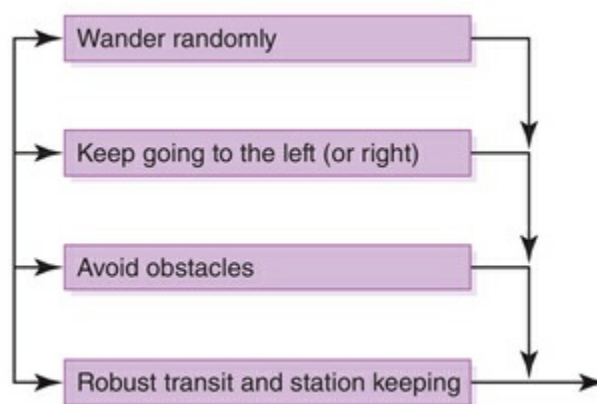 Wander randomly
Keep going to the left (or right)
Avoid obstacles
Robust transit and station keeping